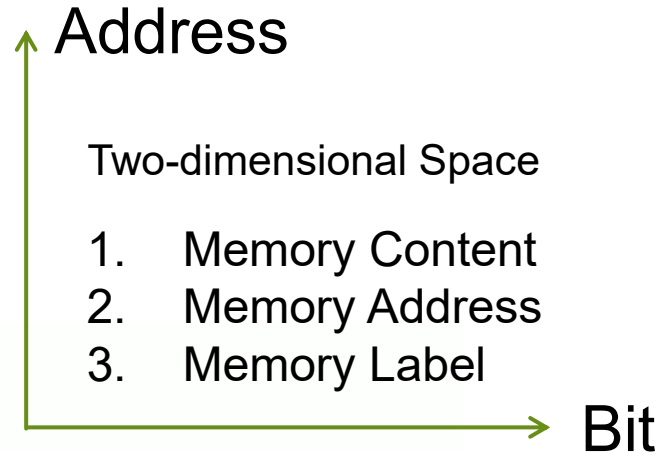 Address
Two-dimensional Space
1. Memory Content
2. Memory Address
3. Memory Label
Bit